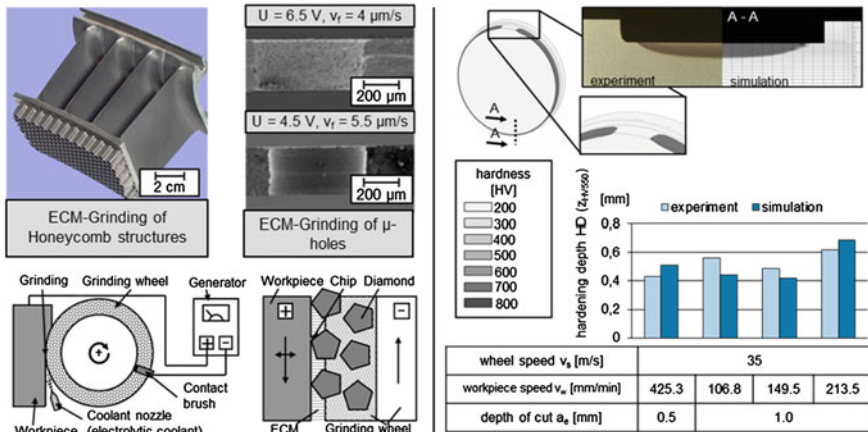 2 cm
ECM-Grinding of
Honeycomb structures
U = 6.5 V, vf = 4 µm/s
200 µm
U = 4.5 V, vf = 5.5 µm/s
200 µm
ECM-Grinding of µ-
holes
Grinding
Grinding wheel
Generator
+ −
Contact
brush
Coolant nozzle
Workpiece (electrolytic coolant)
Workpiece Chip Diamond
+ −
ECM Grinding wheel
A - A
experiment
simulation
A
A
hardness
[HV]
200
300
400
500
600
700
800
hardening depth HD (zHV550)
[mm]
experiment
simulation
0,8
0,6
0,4
0,2
0
wheel speed vs [m/s] 35
workpiece speed vw [mm/min] 425.3 106.8 149.5 213.5
depth of cut ae [mm] 0.5 1.0